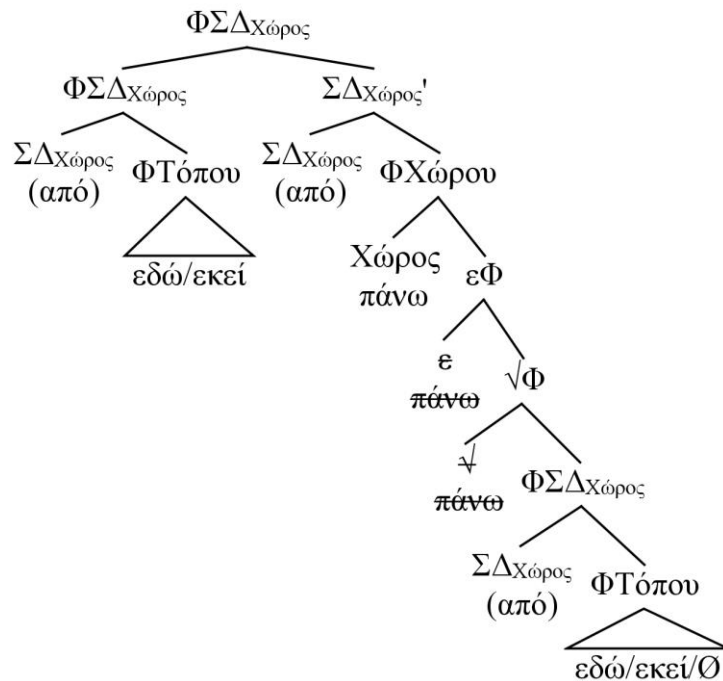 ΦΣΔΧώρος
ΦΣΔΧώρος ΣΔΧώρος'
ΣΔΧώρος ΦΤόπου ΣΔΧώρος ΦΧώρου
(από) (από)
εδώ/εκεί Χώρος εΦ
πάνω
ε √Φ
πάνω
√ ΦΣΔΧώρος
πάνω
ΣΔΧώρος ΦΤόπου
(από)
εδώ/εκεί/Ø